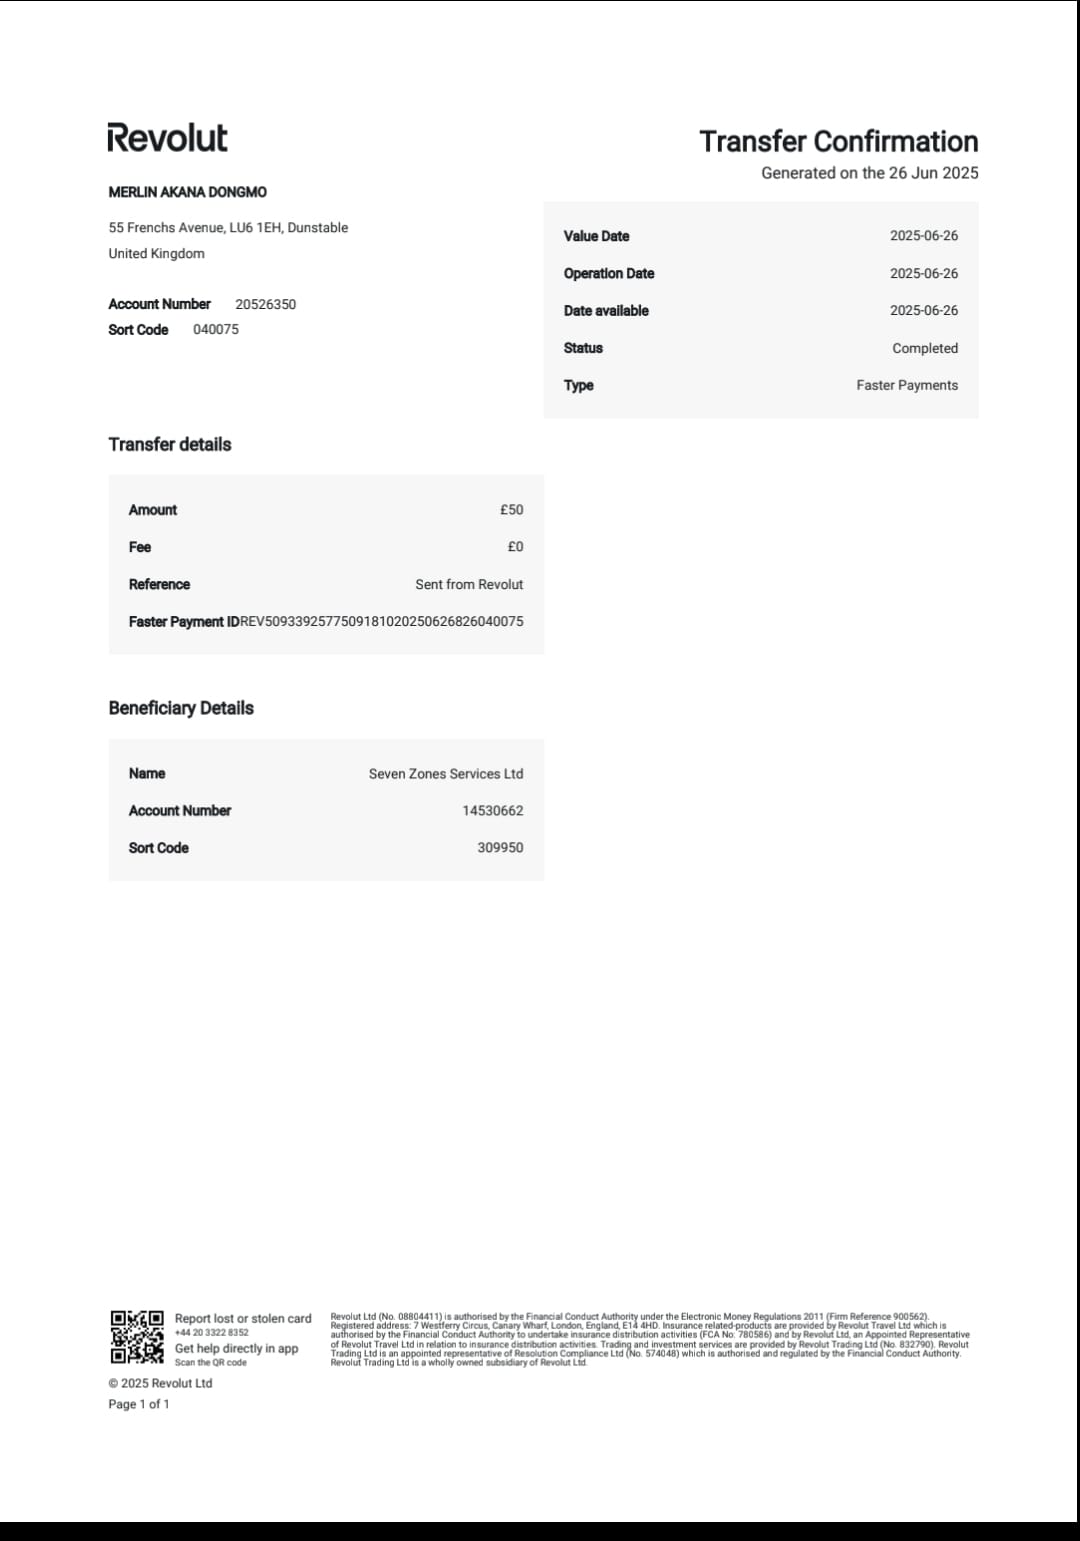 Revolut
Transfer Confirmation
Generated on the 26 Jun 2025
MERLIN AKANA DONGMO
55 Frenchs Avenue, LU6 1EH, Dunstable
United Kingdom
Account Number 20526350
Sort Code 040075
Value Date 2025-06-26
Operation Date 2025-06-26
Date available 2025-06-26
Status Completed
Type Faster Payments
Transfer details
Amount £50
Fee £0
Reference Sent from Revolut
Faster Payment IDREV509339257750918102025062682604​0075
Beneficiary Details
Name Seven Zones Services Ltd
Account Number 14530662
Sort Code 309950
Report lost or stolen card
+44 20 3322 8352
Get help directly in app
Scan the QR code
Revolut Ltd (No. 08804411) is authorised by the Financial Conduct Authority under the Electronic Money Regulations 2011 (Firm Reference 900562).
Registered address: 7 Westferry Circus, Canary Wharf, London, England, E14 4HD. Insurance related-products are provided by Revolut Travel Ltd which is
authorised by the Financial Conduct Authority to undertake insurance distribution activities (FCA No: 780586) and by Revolut Ltd, an Appointed Representative
of Revolut Travel Ltd in relation to insurance distribution activities. Trading and investment services are provided by Revolut Trading Ltd (No. 832790). Revolut
Trading Ltd is an appointed representative of Resolution Compliance Ltd (No. 574048) which is authorised and regulated by the Financial Conduct Authority.
Revolut Trading Ltd is a wholly owned subsidiary of Revolut Ltd.
© 2025 Revolut Ltd
Page 1 of 1